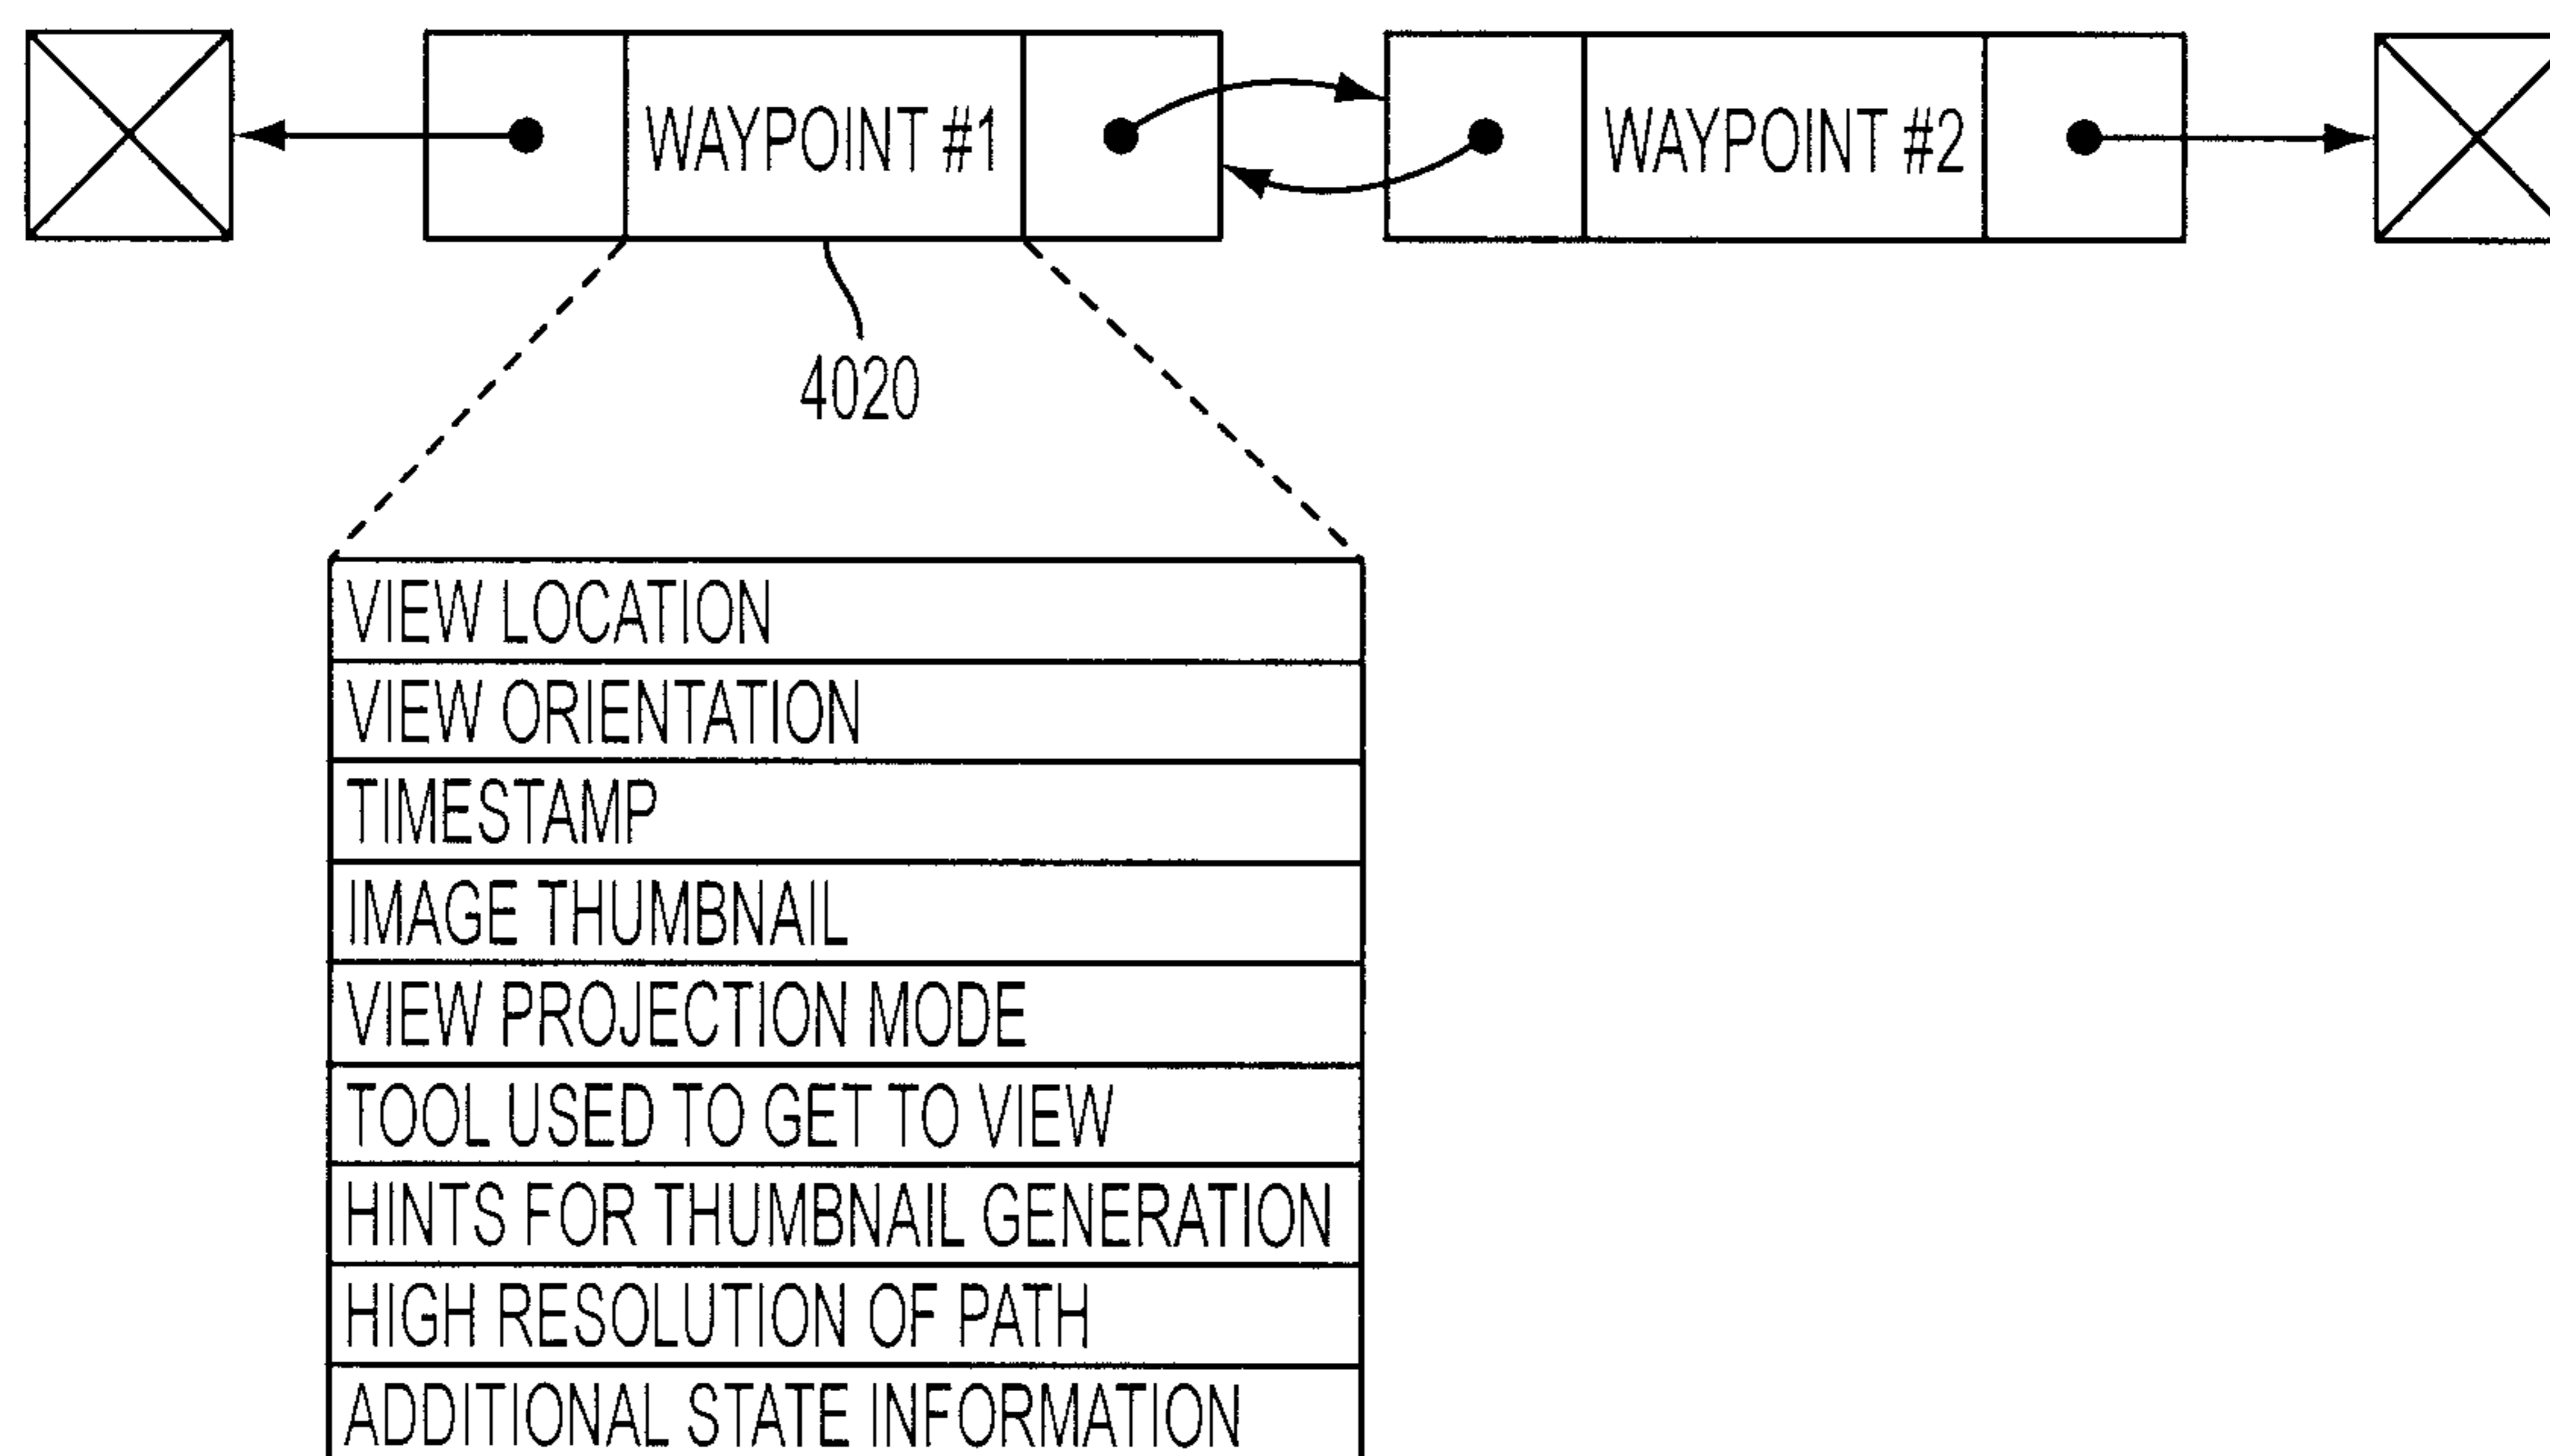 WAYPOINT #1
WAYPOINT #2
4020
VIEW LOCATION
VIEW ORIENTATION
TIMESTAMP
IMAGE THUMBNAIL
VIEW PROJECTION MODE
TOOL USED TO GET TO VIEW
HINTS FOR THUMBNAIL GENERATION
HIGH RESOLUTION OF PATH
ADDITIONAL STATE INFORMATION